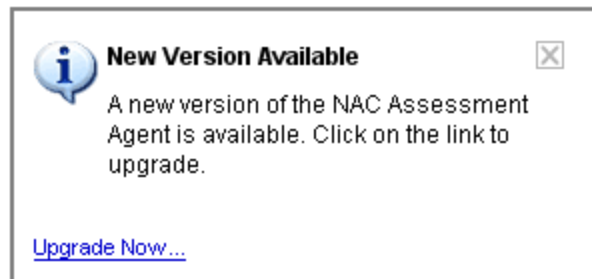 New Version Available
A new version of the NAC Assessment
Agent is available. Click on the link to
upgrade.
Upgrade Now...